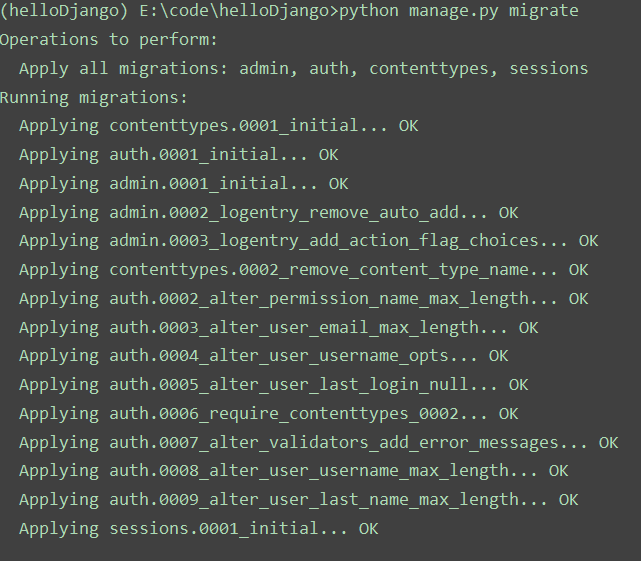 (helloDjango) E:\code\helloDjango>python manage.py migrate
Operations to perform:
  Apply all migrations: admin, auth, contenttypes, sessions
Running migrations:
  Applying contenttypes.0001_initial... OK
  Applying auth.0001_initial... OK
  Applying admin.0001_initial... OK
  Applying admin.0002_logentry_remove_auto_add... OK
  Applying admin.0003_logentry_add_action_flag_choices... OK
  Applying contenttypes.0002_remove_content_type_name... OK
  Applying auth.0002_alter_permission_name_max_length... OK
  Applying auth.0003_alter_user_email_max_length... OK
  Applying auth.0004_alter_user_username_opts... OK
  Applying auth.0005_alter_user_last_login_null... OK
  Applying auth.0006_require_contenttypes_0002... OK
  Applying auth.0007_alter_validators_add_error_messages... OK
  Applying auth.0008_alter_user_username_max_length... OK
  Applying auth.0009_alter_user_last_name_max_length... OK
  Applying sessions.0001_initial... OK